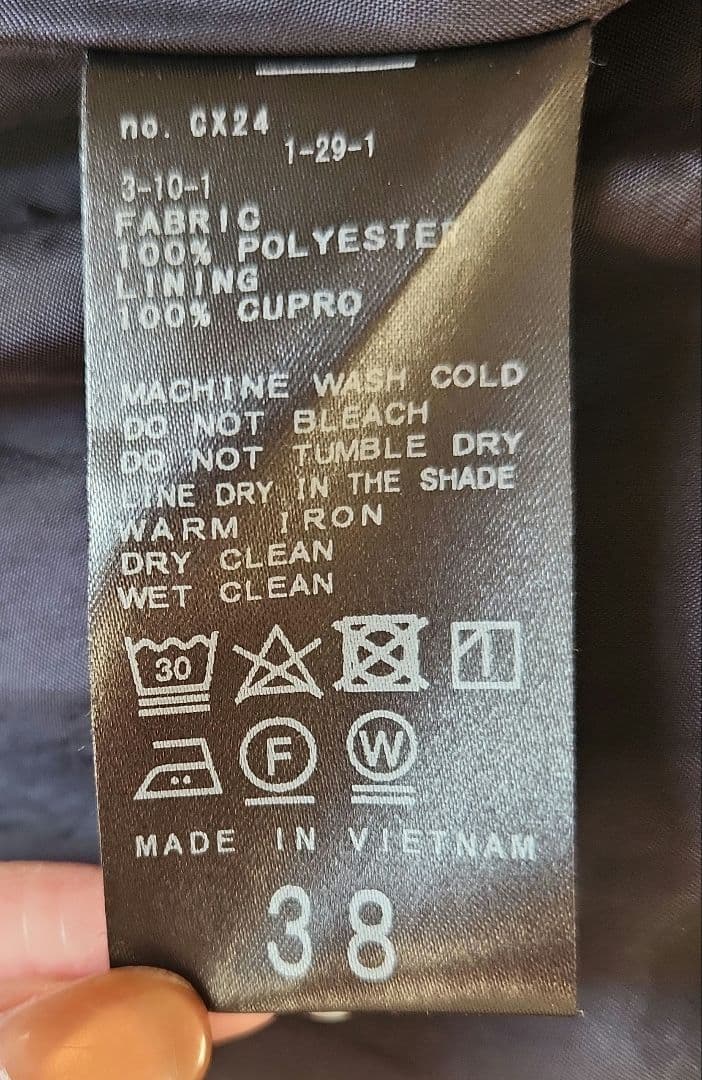 no. CX24
1-29-1
3-10-1
FABRIC
100% POLYESTER
LINING
100% CUPRO
MACHINE WASH COLD
DO NOT BLEACH
DO NOT TUMBLE DRY
LINE DRY IN THE SHADE
WARM IRON
DRY CLEAN
WET CLEAN
30
F W
MADE IN VIETNAM
38